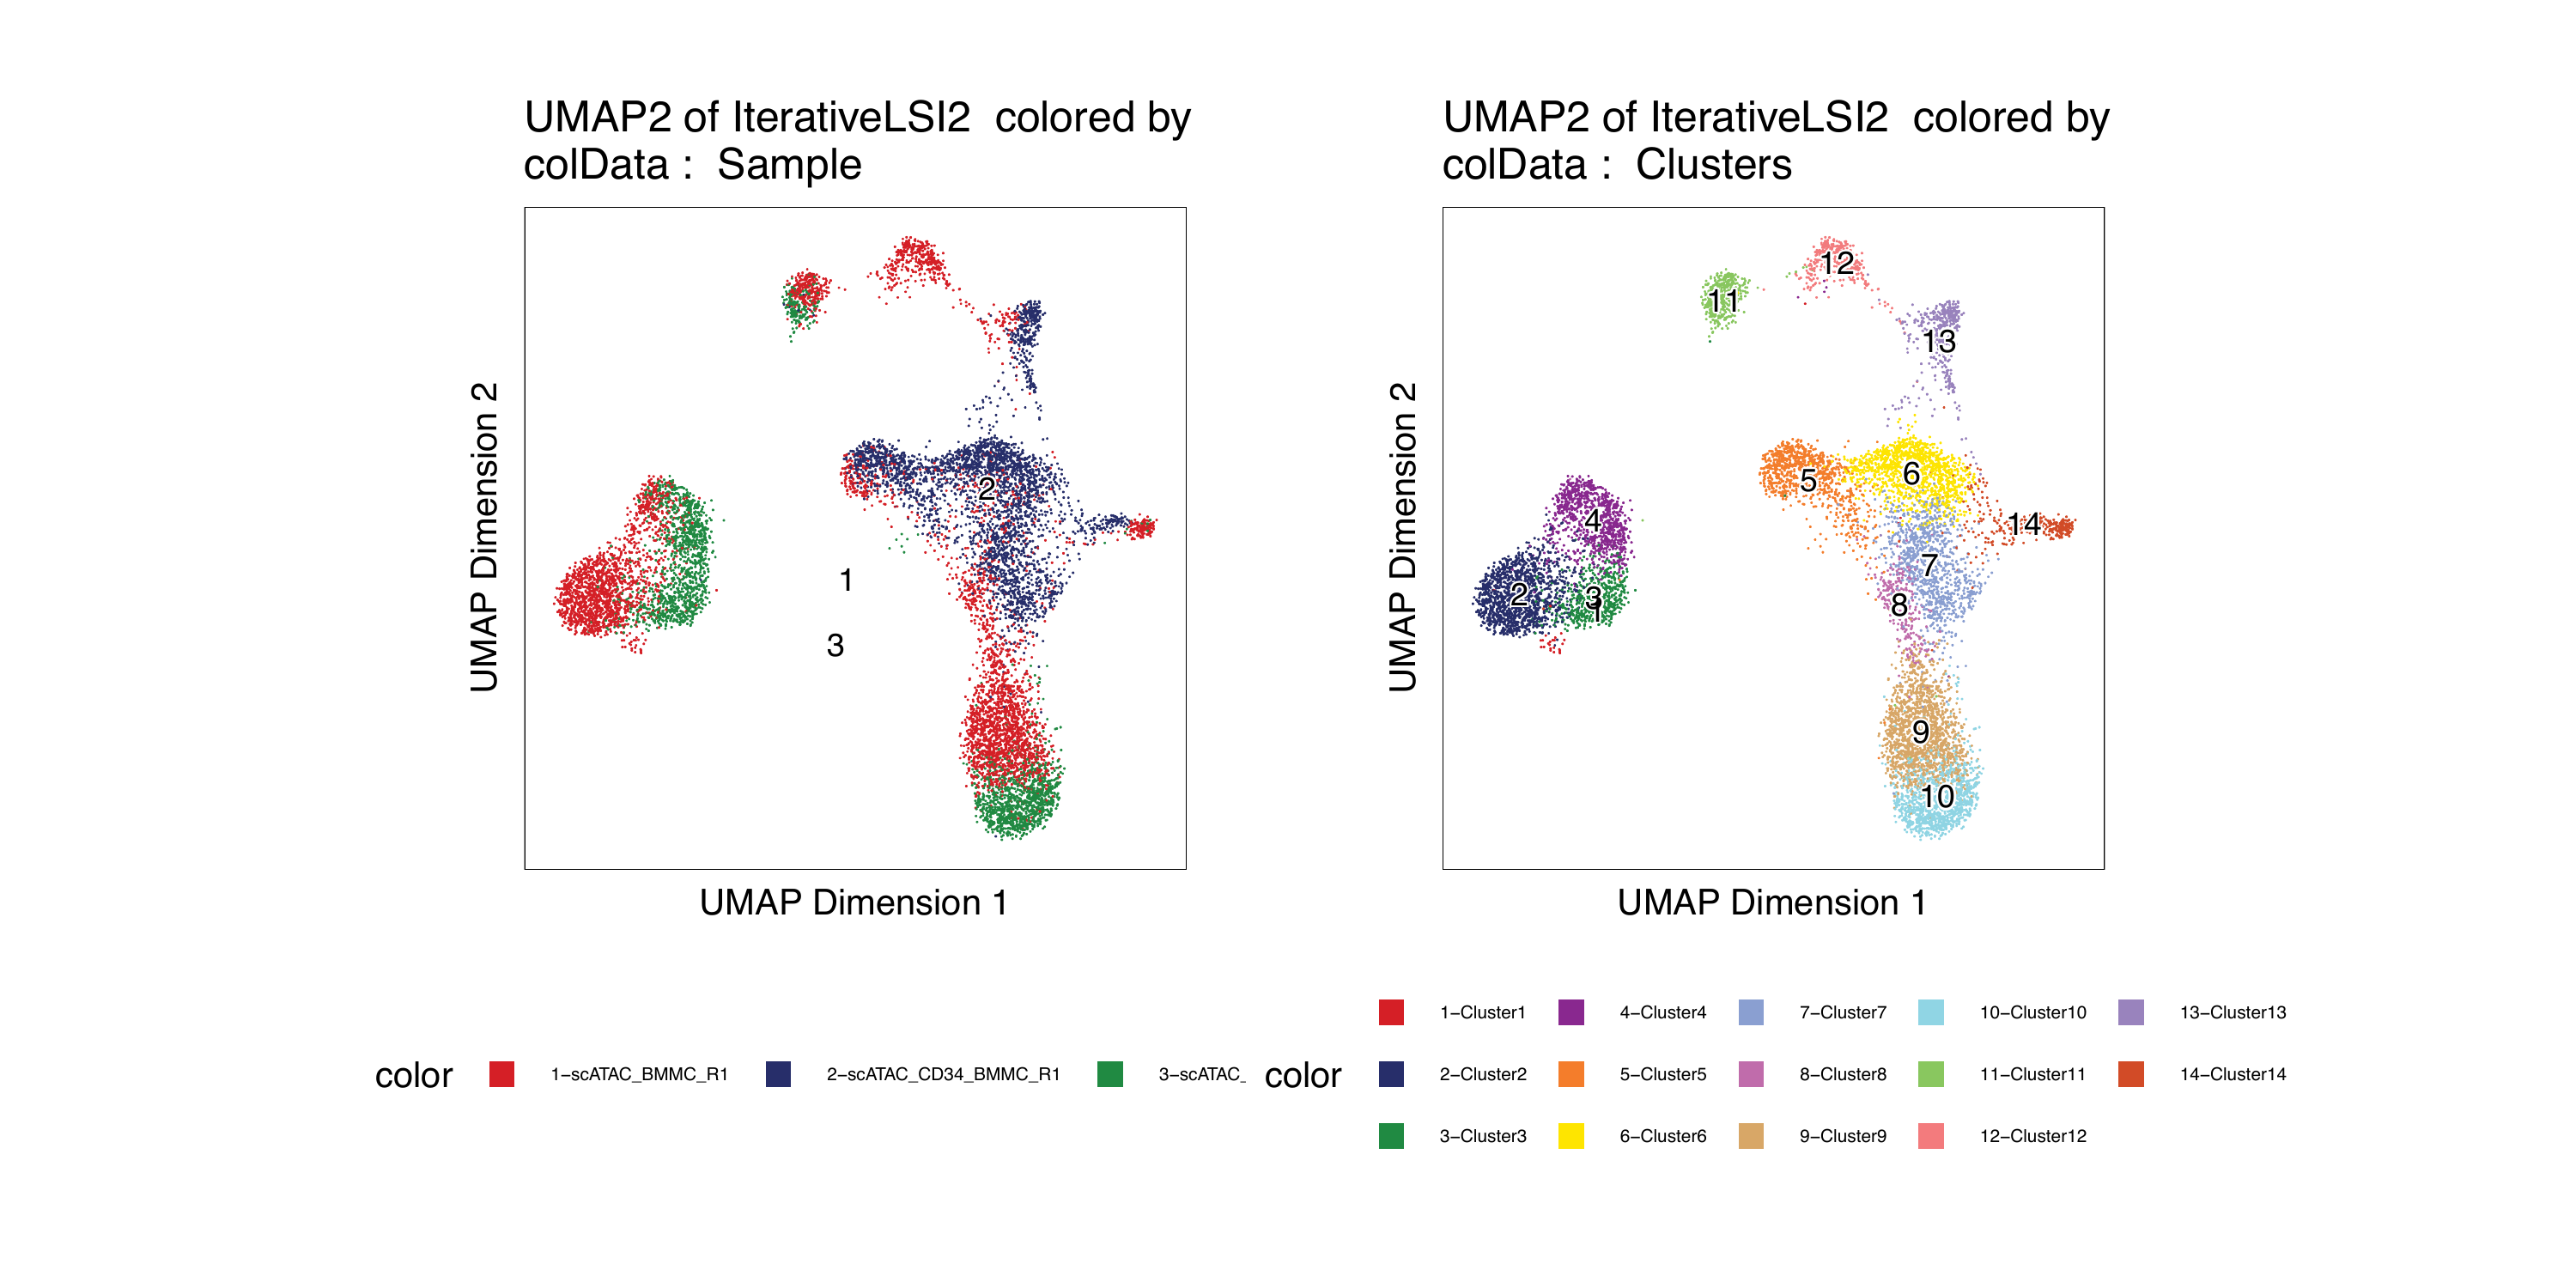 UMAP2 of IterativeLSI2  colored by
colData :  Sample
UMAP Dimension 2
1
2
3
UMAP Dimension 1
color
1−scATAC_BMMC_R1
2−scATAC_CD34_BMMC_R1
3−scATAC_
UMAP2 of IterativeLSI2  colored by
colData :  Clusters
UMAP Dimension 2
12
11
13
6
5
4
14
7
2
3
1
8
9
10
UMAP Dimension 1
color
1−Cluster1
2−Cluster2
3−Cluster3
4−Cluster4
5−Cluster5
6−Cluster6
7−Cluster7
8−Cluster8
9−Cluster9
10−Cluster10
11−Cluster11
12−Cluster12
13−Cluster13
14−Cluster14